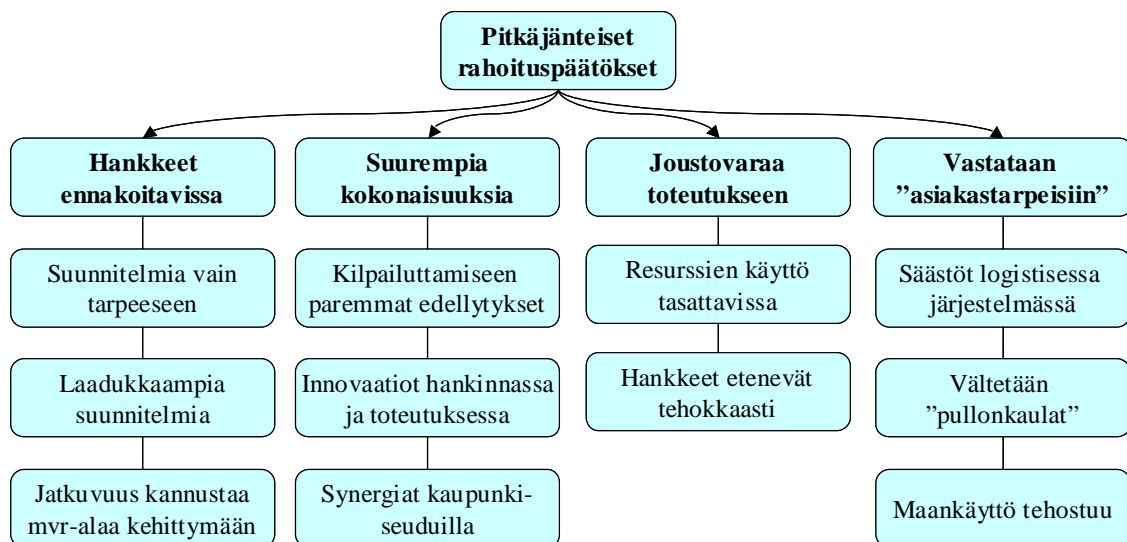 Pitkäjänteiset
rahoituspäätökset
Hankkeet
ennakoitavissa
Suunnitelmia vain
tarpeeseen
Laadukkaampia
suunnitelmia
Jatkuvuus kannustaa
mvr-alaa kehittymään
Suurempia
kokonaisuuksia
Kilpailuttamiseen
paremmat edellytykset
Innovaatiot hankinnassa
ja toteutuksessa
Synergiat kaupunki-
seuduilla
Joustovaraa
toteutukseen
Resurssien käyttö
tasattavissa
Hankkeet etenevät
tehokkaasti
Vastataan
”asiakastarpeisiin”
Säästöt logistisessa
järjestelmässä
Vältetään
”pullonkaulat”
Maankäyttö tehostuu